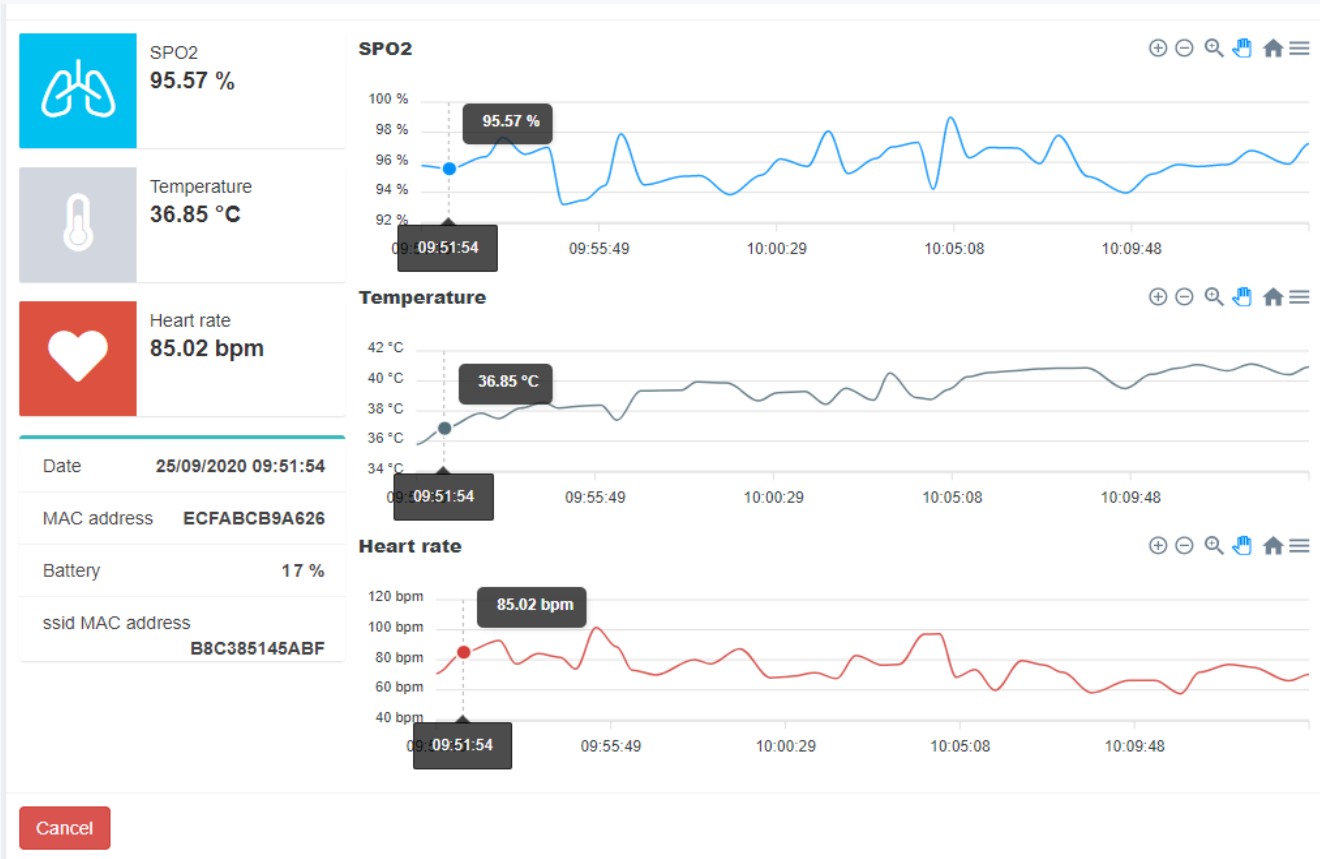 SPO2
95.57 %
Temperature
36.85 °C
Heart rate
85.02 bpm
Date 25/09/2020 09:51:54
MAC address ECFABCB9A626
Battery 17 %
ssid MAC address
B8C385145ABF
Cancel
SPO2
100 %
95.57 %
98 %
96 %
94 %
92 %
09:51:54 09:55:49 10:00:29 10:05:08 10:09:48
Temperature
42 °C
40 °C
36.85 °C
38 °C
36 °C
34 °C
09:51:54 09:55:49 10:00:29 10:05:08 10:09:48
Heart rate
120 bpm
85.02 bpm
100 bpm
80 bpm
60 bpm
40 bpm
09:51:54 09:55:49 10:00:29 10:05:08 10:09:48